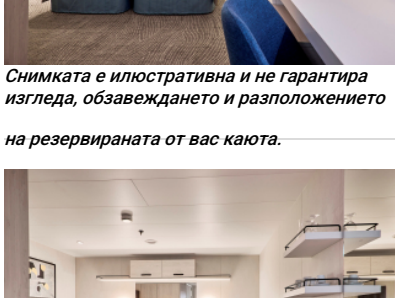 Снимката е илюстративна и не гарантира
изгледа, обзавеждането и разположението
на резервираната от вас каюта.